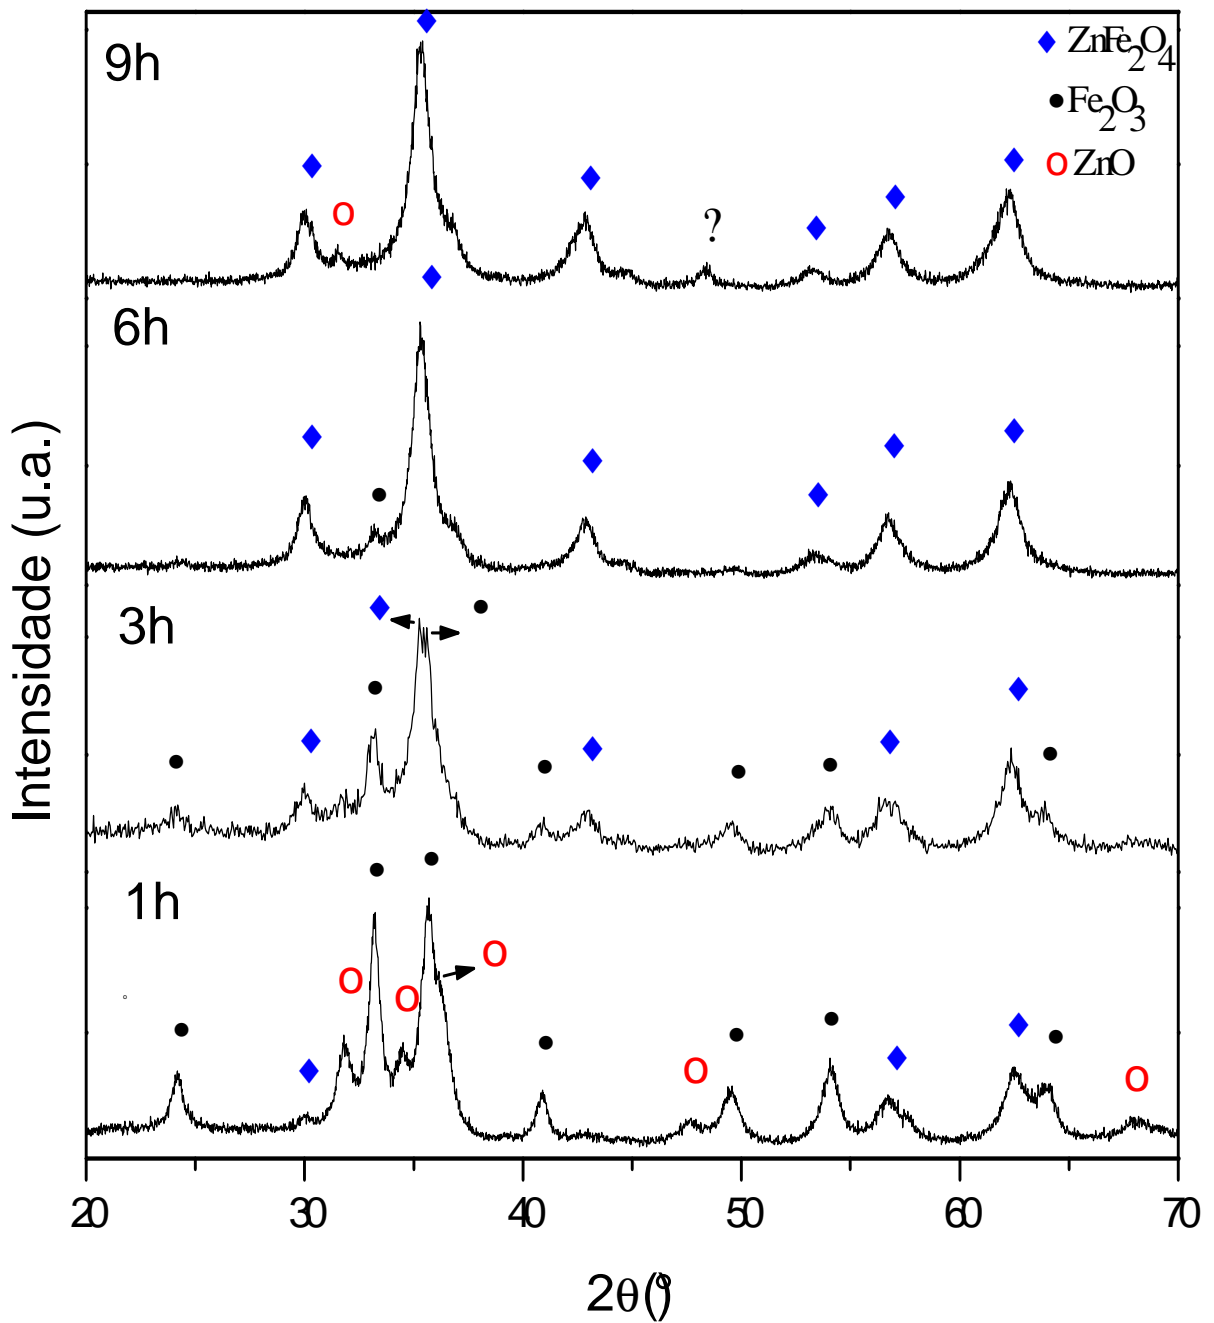 9h
ZnFe₂O₄
Fe₂O₃
o ZnO
o
?
6h
3h
1h
o
o
o
o
o
Intensidade (u.a.)
20 30 40 50 60 70
2θ(°)